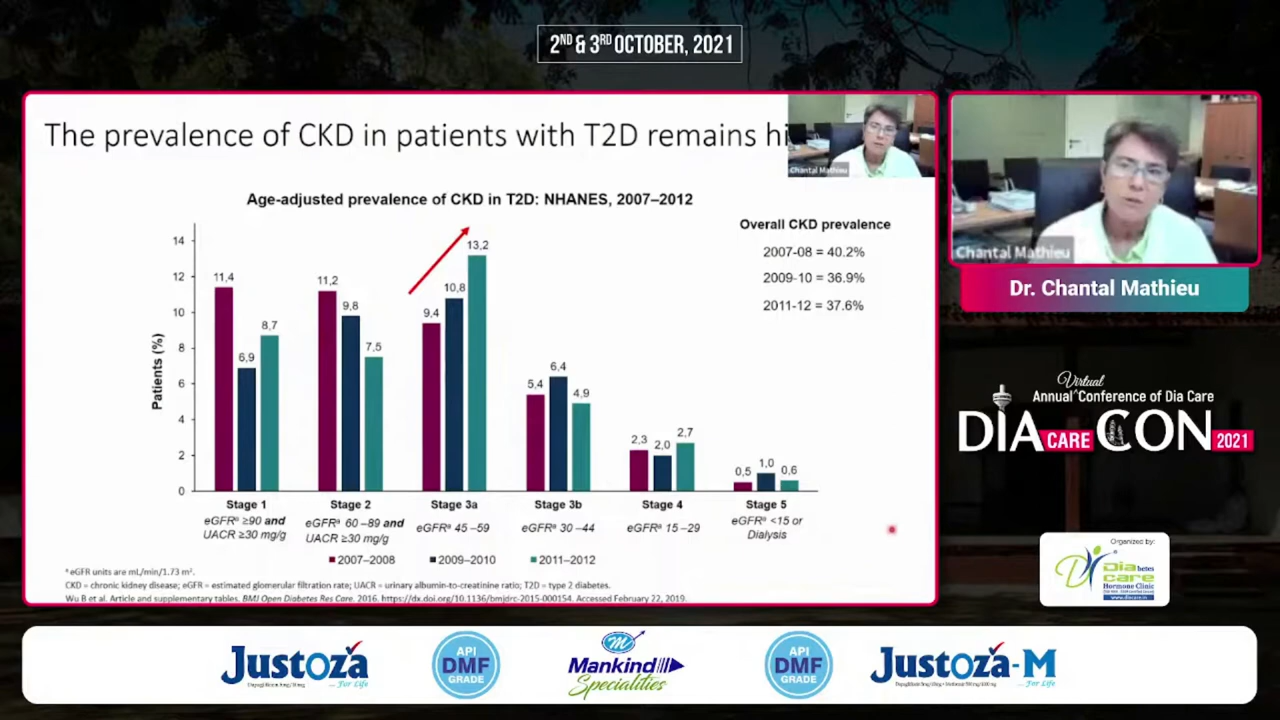 2ND & 3RD OCTOBER, 2021
The prevalence of CKD in patients with T2D remains hi
Chantal Mathieu
Age-adjusted prevalence of CKD in T2D: NHANES, 2007–2012
Overall CKD prevalence
2007-08 = 40.2%
2009-10 = 36.9%
2011-12 = 37.6%
Patients (%)
14
12
10
8
6
4
2
0
11,4
6,9
8,7
11,2
9,8
7,5
9,4
10,8
13,2
5,4
6,4
4,9
2,3
2,0
2,7
0,5
1,0
0,6
Stage 1
eGFRª ≥90 and
UACR ≥30 mg/g
Stage 2
eGFRª 60 –89 and
UACR ≥30 mg/g
Stage 3a
eGFRª 45 –59
Stage 3b
eGFRª 30 –44
Stage 4
eGFRª 15 –29
Stage 5
eGFRª <15 or
Dialysis
2007–2008
2009–2010
2011–2012
ª eGFR units are mL/min/1.73 m².
CKD = chronic kidney disease; eGFR = estimated glomerular filtration rate; UACR = urinary albumin-to-creatinine ratio; T2D = type 2 diabetes.
Wu B et al. Article and supplementary tables. BMJ Open Diabetes Res Care. 2016. https://dx.doi.org/10.1136/bmjdrc-2015-000154. Accessed February 22, 2019.
Chantal Mathieu
Dr. Chantal Mathieu
Virtual
Annual ^ Conference of Dia Care
DIA CARE CON 2021
Organized by:
Diabetes
care
Hormone Clinic
www.diacare.in
Justoza
... For Life
API
DMF
GRADE
Mankind
Specialities
API
DMF
GRADE
Justoza-M
... For Life